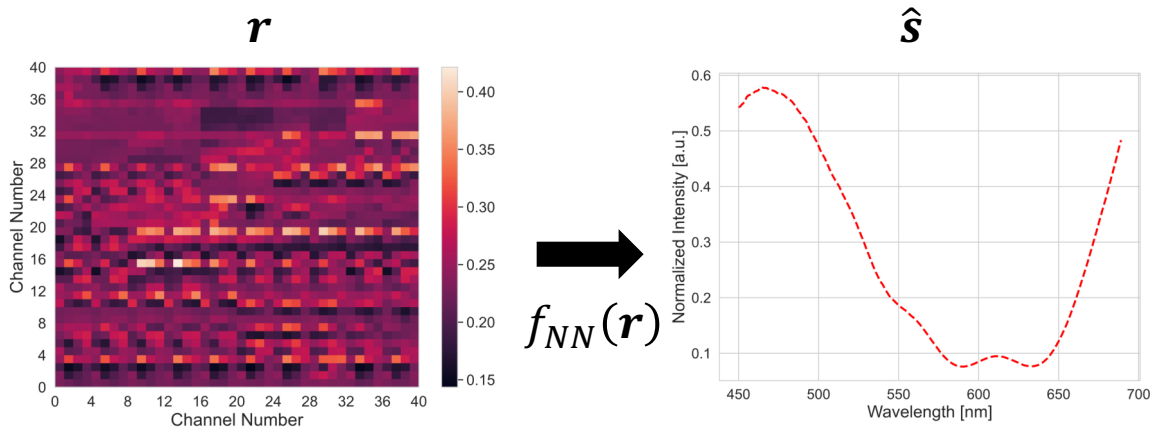 r
ŝ
40
36
32
28
24
20
16
12
8
4
0
Channel Number
0 4 8 12 16 20 24 28 32 36 40
Channel Number
0.40
0.35
0.30
0.25
0.20
0.15
f_NN(r)
0.6
0.5
0.4
0.3
0.2
0.1
Normalized Intensity [a.u.]
450 500 550 600 650 700
Wavelength [nm]